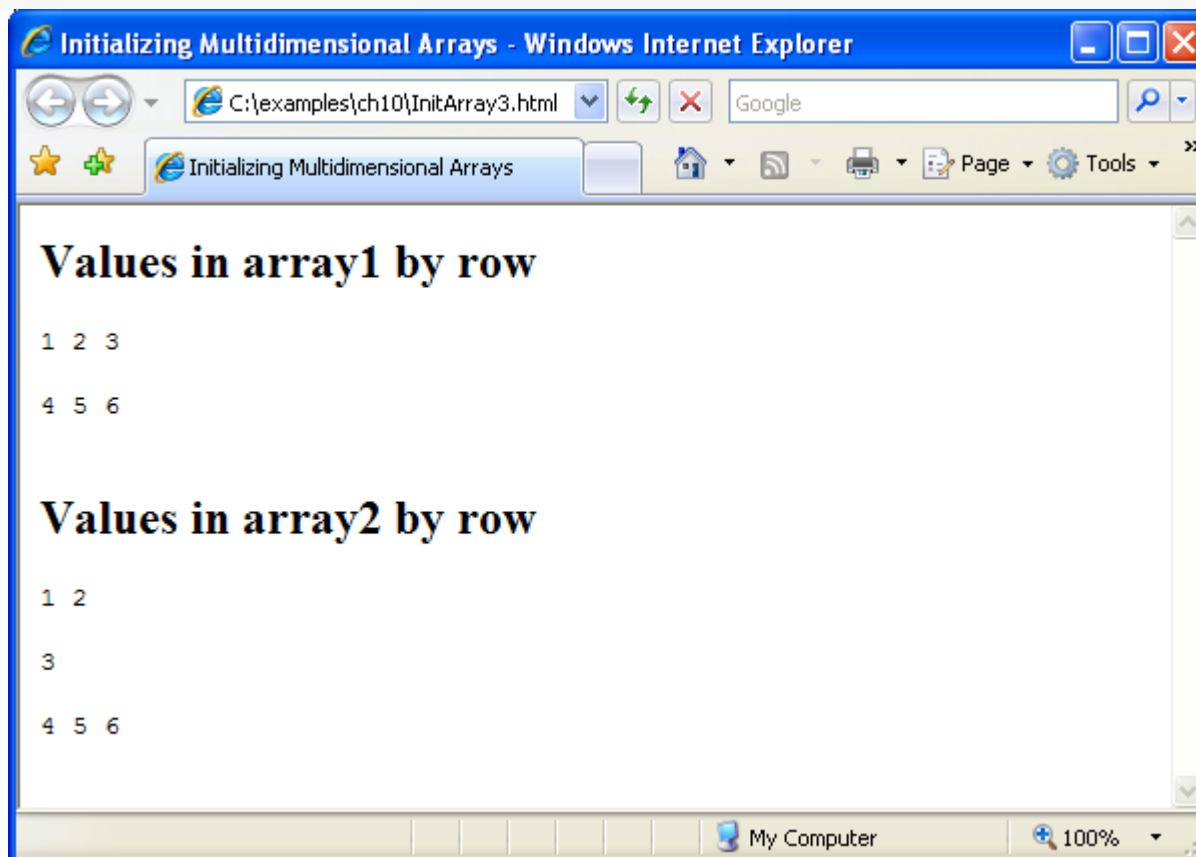 Initializing Multidimensional Arrays - Windows Internet Explorer
C:\examples\ch10\InitArray3.html
Google
Initializing Multidimensional Arrays
Page
Tools
»
Values in array1 by row
1 2 3
4 5 6
Values in array2 by row
1 2
3
4 5 6
My Computer
100%